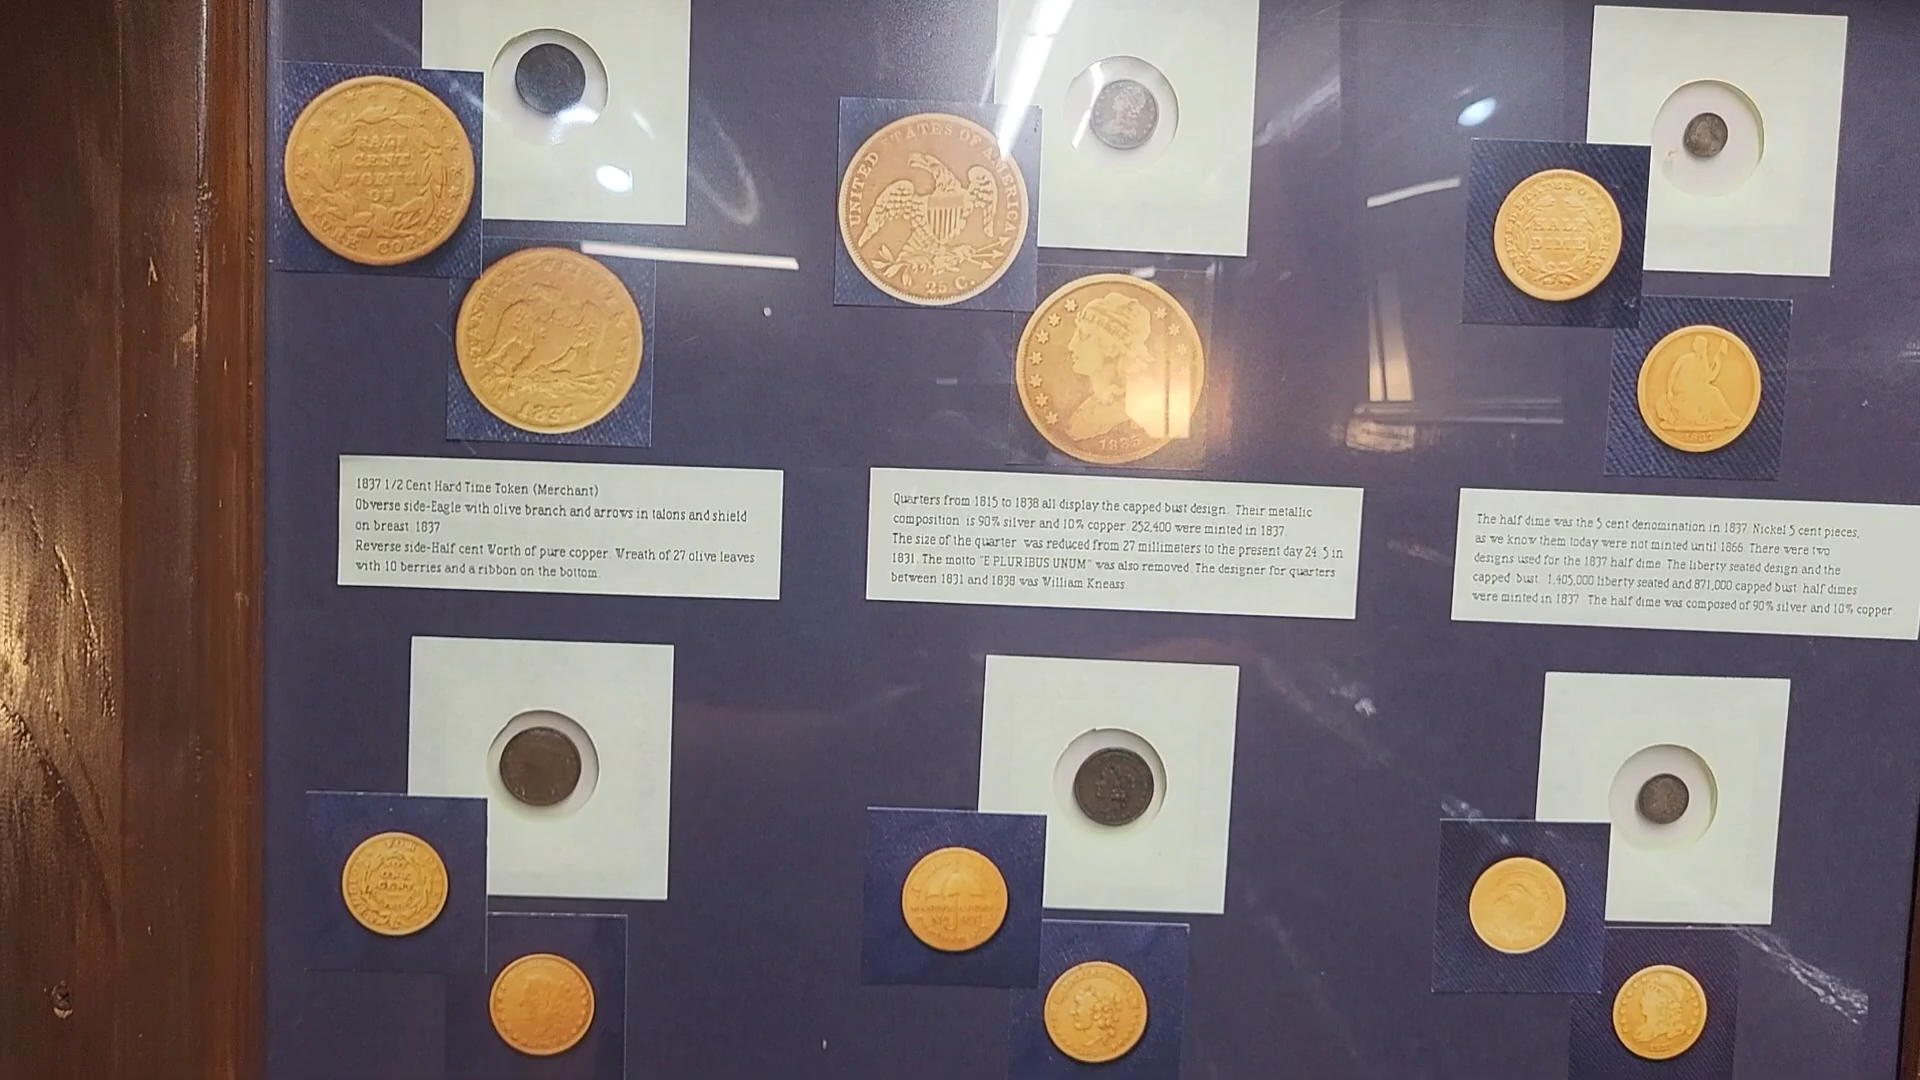 HALF
CENT
WORTH
OF
PURE COPPER
1837
UNITED STATES OF AMERICA
25 C.
1835
HALF
DIME
1837
1837 1/2 Cent Hard Time Token (Merchant)
Obverse side-Eagle with olive branch and arrows in talons and shield
on breast. 1837
Reverse side-Half cent Worth of pure copper. Wreath of 27 olive leaves
with 10 berries and a ribbon on the bottom.
Quarters from 1815 to 1838 all display the capped bust design. Their metallic
composition is 90% silver and 10% copper. 252,400 were minted in 1837.
The size of the quarter was reduced from 27 millimeters to the present day 24.5 in
1831. The motto "E PLURIBUS UNUM" was also removed. The designer for quarters
between 1831 and 1838 was William Kneass.
The half dime was the 5 cent denomination in 1837. Nickel 5 cent pieces,
as we know them today were not minted until 1866. There were two
designs used for the 1837 half dime. The liberty seated design and the
capped bust. 1,405,000 liberty seated and 871,000 capped bust half dimes
were minted in 1837. The half dime was composed of 90% silver and 10% copper.
NOT
ONE
CENT